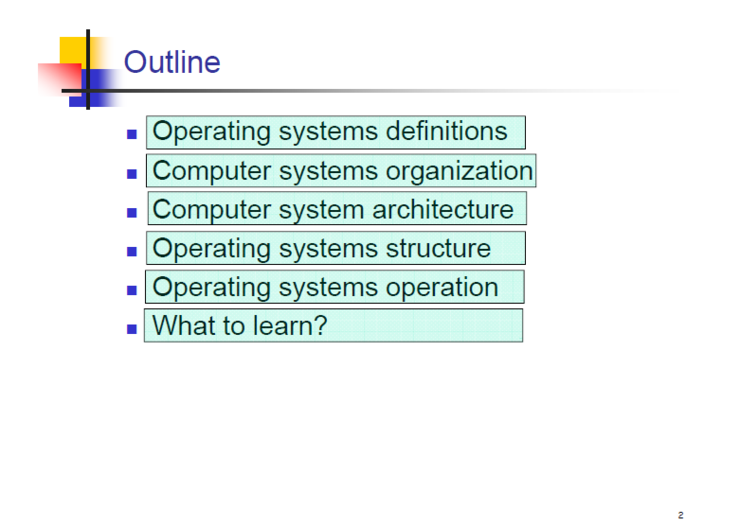 Outline
Operating systems definitions
Computer systems organization
Computer system architecture
Operating systems structure
Operating systems operation
What to learn?
2